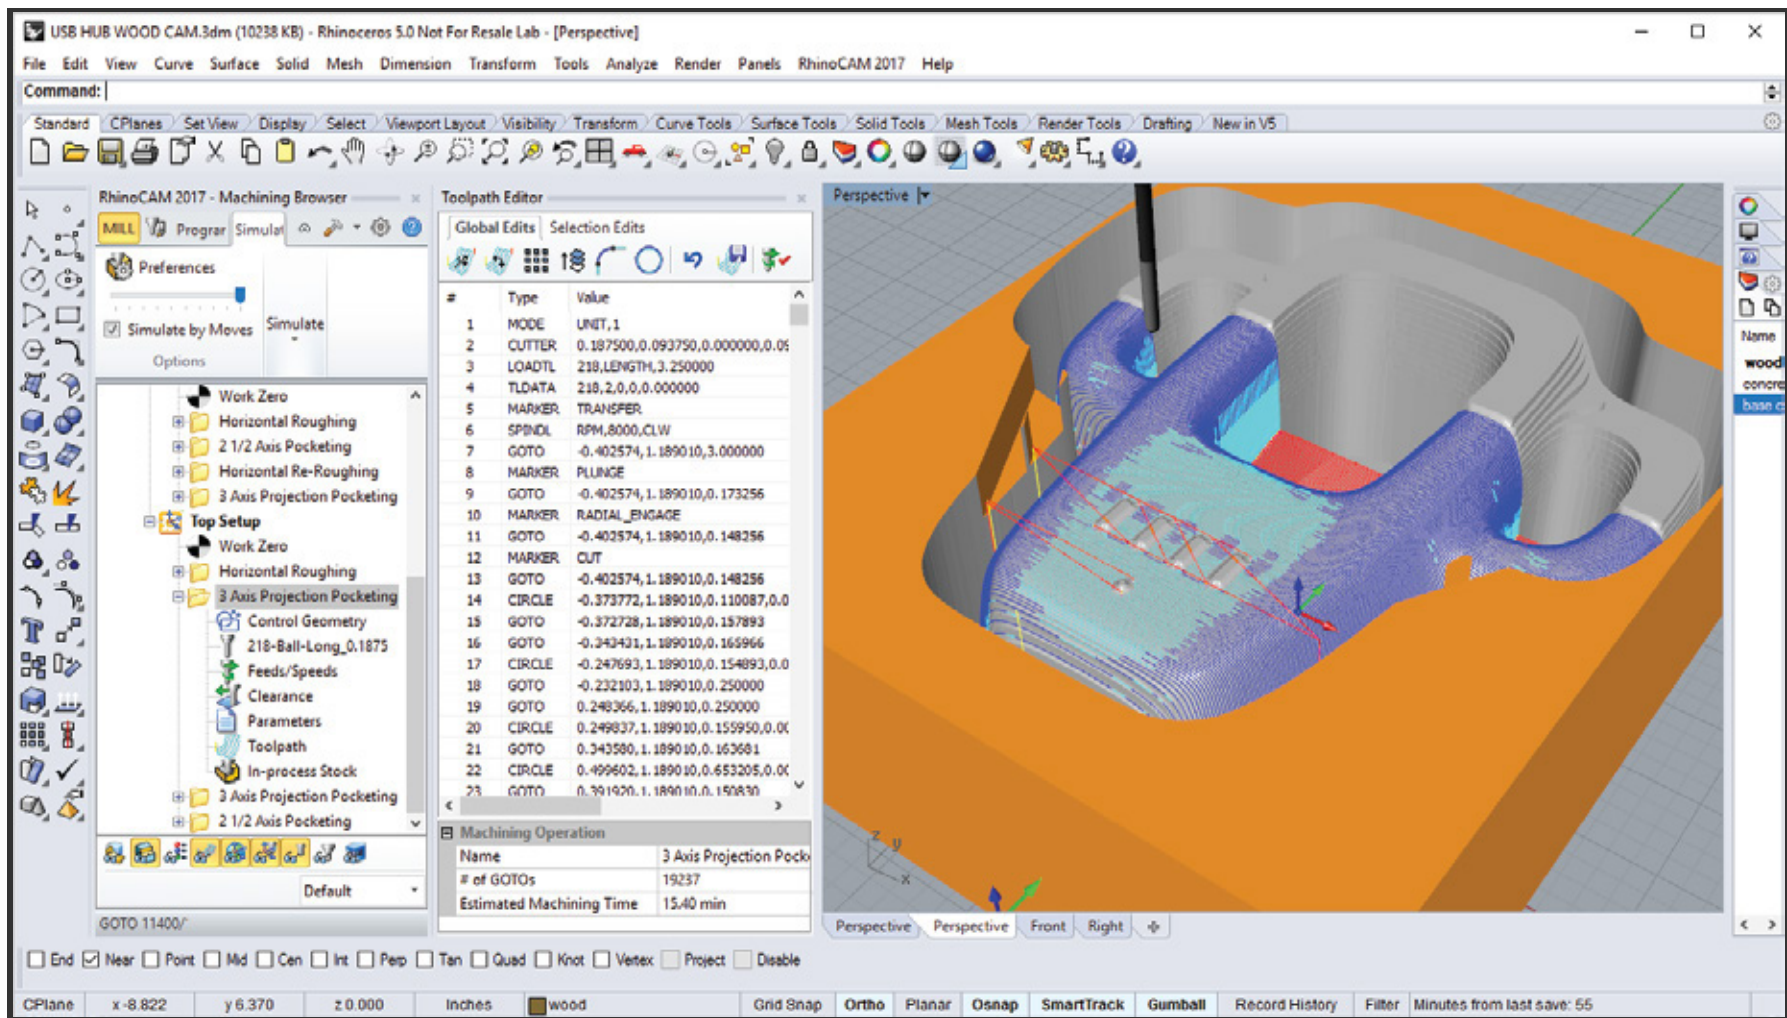 USB HUB WOOD CAM.3dm (10238 KB) - Rhinoceros 5.0 Not For Resale Lab - [Perspective]
File Edit View Curve Surface Solid Mesh Dimension Transform Tools Analyze Render Panels RhinoCAM 2017 Help
Command:
Standard CPlanes Set View Display Select Viewport Layout Visibility Transform Curve Tools Surface Tools Solid Tools Mesh Tools Render Tools Drafting New in V5
RhinoCAM 2017 - Machining Browser
MILL Prograr Simulat
Preferences
Simulate by Moves
Simulate
Options
Work Zero
Horizontal Roughing
2 1/2 Axis Pocketing
Horizontal Re-Roughing
3 Axis Projection Pocketing
Top Setup
Work Zero
Horizontal Roughing
3 Axis Projection Pocketing
Control Geometry
218-Ball-Long_0.1875
Feeds/Speeds
Clearance
Parameters
Toolpath
In-process Stock
3 Axis Projection Pocketing
2 1/2 Axis Pocketing
Default
GOTO 11400/
Toolpath Editor
Global Edits Selection Edits
# Type Value
1 MODE UNIT,1
2 CUTTER 0.187500,0.093750,0.000000,0.09
3 LOADTL 218,LENGTH,3.250000
4 TLDATA 218,2,0,0,0.000000
5 MARKER TRANSFER
6 SPINDL RPM,8000,CLW
7 GOTO -0.402574,1.189010,3.000000
8 MARKER PLUNGE
9 GOTO -0.402574,1.189010,0.173256
10 MARKER RADIAL_ENGAGE
11 GOTO -0.402574,1.189010,0.148256
12 MARKER CUT
13 GOTO -0.402574,1.189010,0.148256
14 CIRCLE -0.373772,1.189010,0.110087,0.0
15 GOTO -0.372728,1.189010,0.157893
16 GOTO -0.343431,1.189010,0.165966
17 CIRCLE -0.247693,1.189010,0.154893,0.0
18 GOTO -0.232103,1.189010,0.250000
19 GOTO 0.248366,1.189010,0.250000
20 CIRCLE 0.249837,1.189010,0.155950,0.00
21 GOTO 0.343580,1.189010,0.163681
22 CIRCLE 0.499602,1.189010,0.653205,0.00
23 GOTO 0.391920,1.189010,0.150830
Machining Operation
Name 3 Axis Projection Pock
# of GOTOs 19237
Estimated Machining Time 15.40 min
Perspective
z y x
Perspective Perspective Front Right
Name
wood
concre
base c
End Near Point Mid Cen Int Perp Tan Quad Knot Vertex Project Disable
CPlane x -8.822 y 6.370 z 0.000 Inches wood Grid Snap Ortho Planar Osnap SmartTrack Gumball Record History Filter Minutes from last save: 55